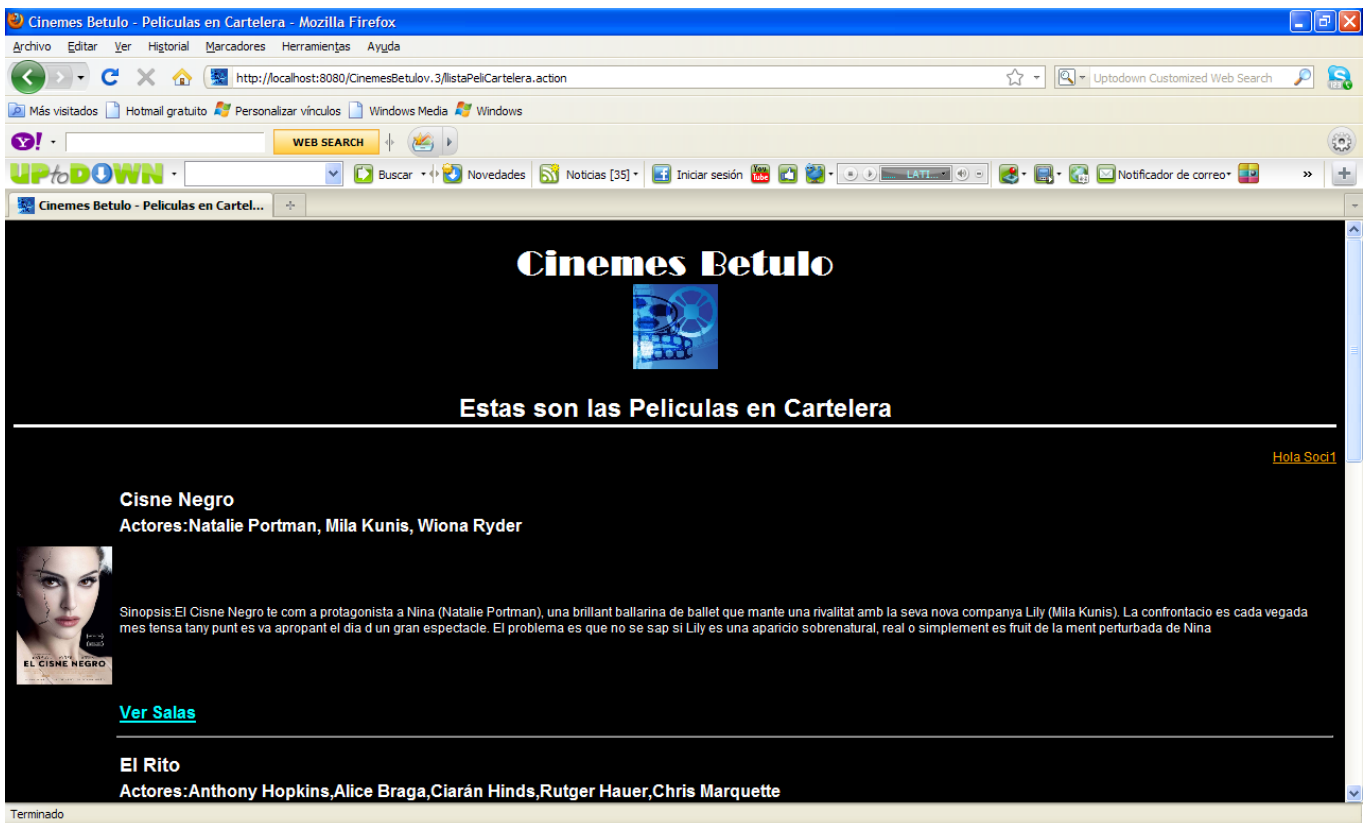 Cinemes Betulo - Peliculas en Cartelera - Mozilla Firefox
Archivo Editar Ver Historial Marcadores Herramientas Ayuda
http://localhost:8080/CinemesBetulov.3/llistaPeliCartelera.action
Uptodown Customized Web Search
Más visitados Hotmail gratuito Personalizar vínculos Windows Media Windows
Y! WEB SEARCH
UPtoDOWN Buscar Novedades Noticias [35] Iniciar sesión You Tube LATI... Notificador de correo »
Cinemes Betulo - Peliculas en Cartel...
Cinemes Betulo
Estas son las Peliculas en Cartelera
Hola Soci1
Cisne Negro
Actores:Natalie Portman, Mila Kunis, Wiona Ryder
Sinopsis:El Cisne Negro te com a protagonista a Nina (Natalie Portman), una brillant ballarina de ballet que mante una rivalitat amb la seva nova companya Lily (Mila Kunis). La confrontacio es cada vegada
mes tensa tany punt es va apropant el dia d un gran espectacle. El problema es que no se sap si Lily es una aparicio sobrenatural, real o simplement es fruit de la ment perturbada de Nina
EL CISNE NEGRO
Ver Salas
El Rito
Actores:Anthony Hopkins,Alice Braga,Ciarán Hinds,Rutger Hauer,Chris Marquette
Terminado